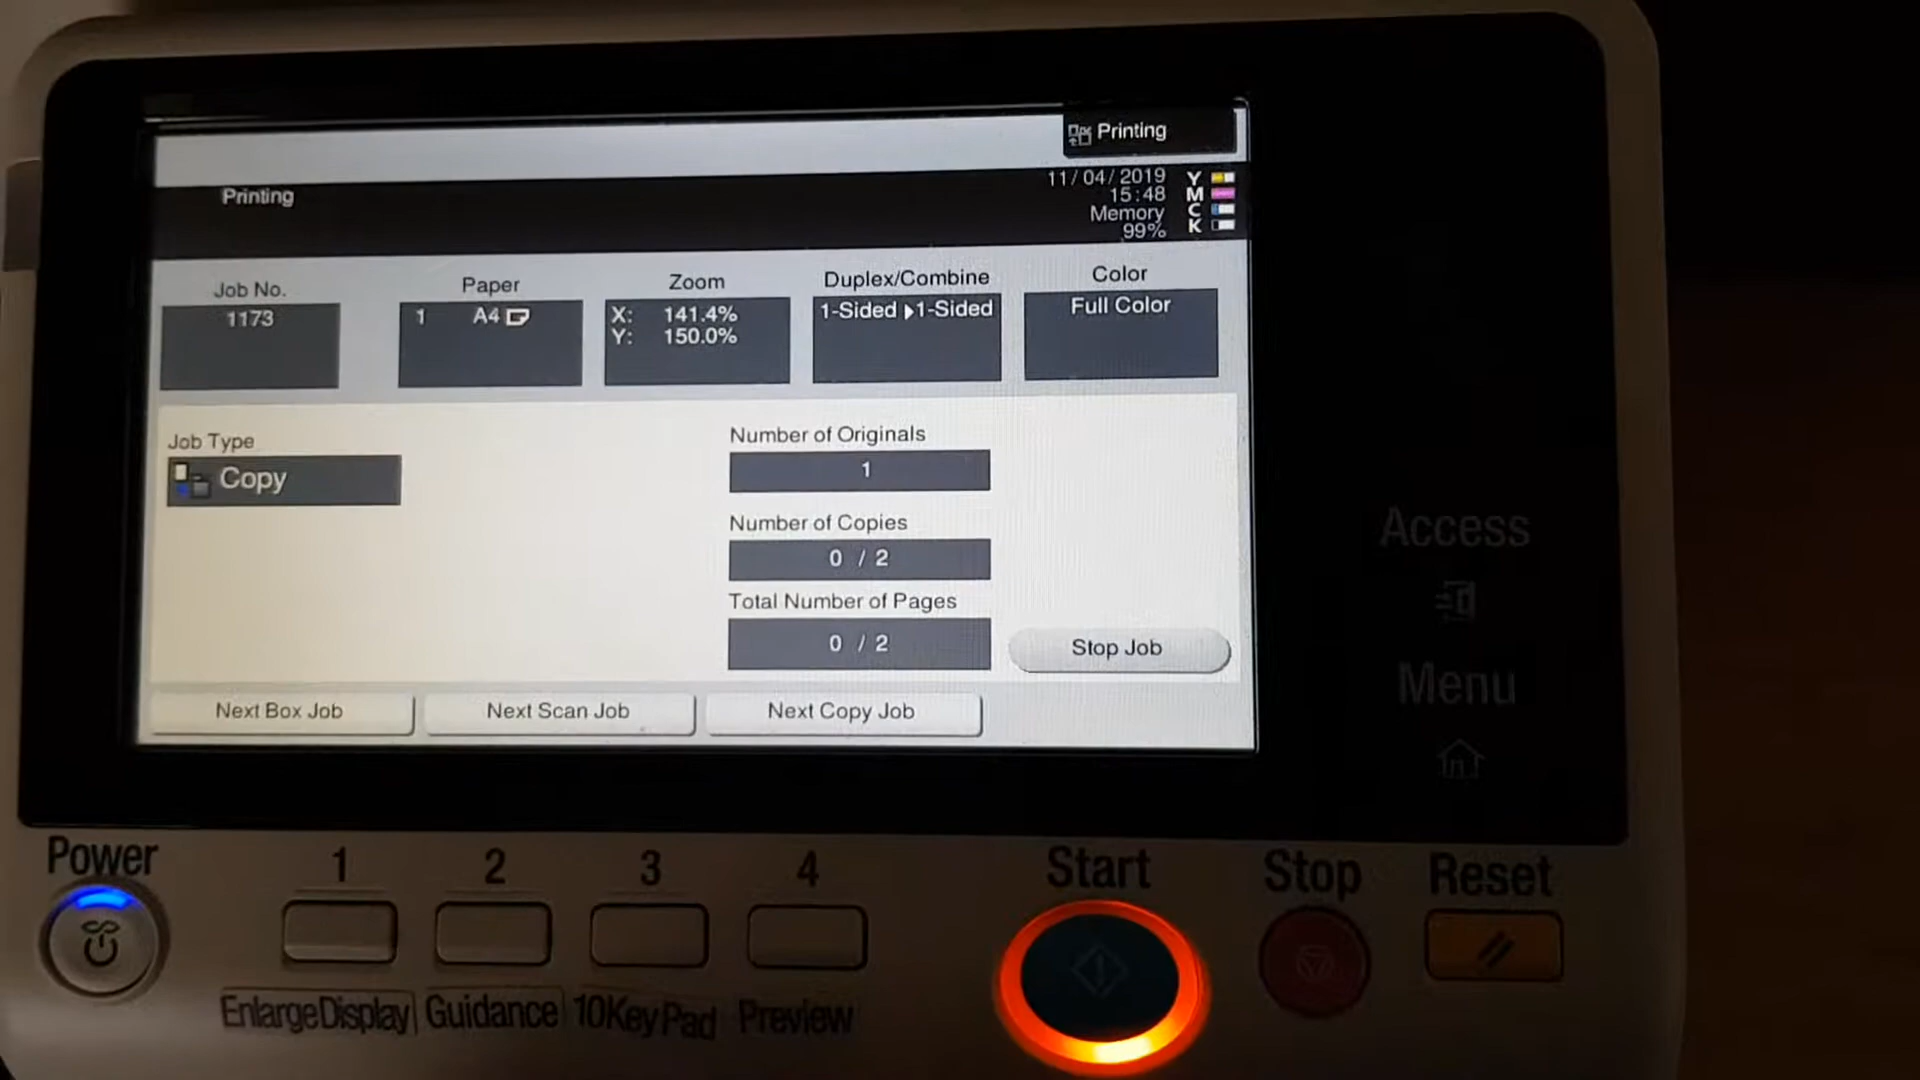 Printing
Printing
11/04/2019
15:48
Memory
99%
Y
M
C
K
Job No.
1173
Paper
1 A4
Zoom
X: 141.4%
Y: 150.0%
Duplex/Combine
1-Sided ▸1-Sided
Color
Full Color
Job Type
Copy
Number of Originals
1
Number of Copies
0 / 2
Total Number of Pages
0 / 2
Stop Job
Next Box Job
Next Scan Job
Next Copy Job
Access
Menu
Power
1
2
3
4
Start
Stop
Reset
EnlargeDisplay
Guidance
10KeyPad
Preview